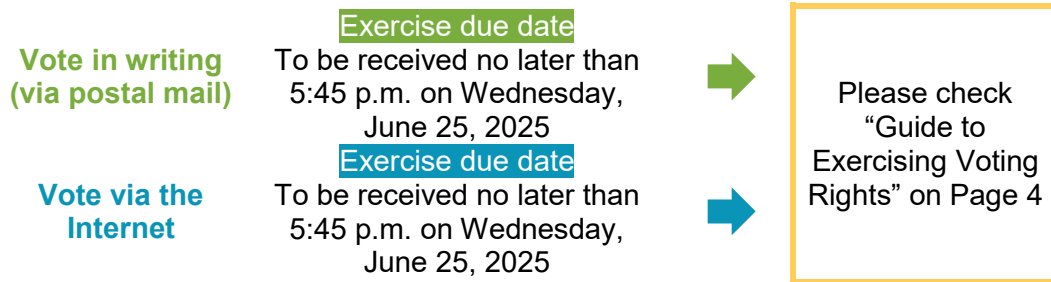 Vote in writing
(via postal mail)
Exercise due date
To be received no later than
5:45 p.m. on Wednesday,
June 25, 2025
Vote via the
Internet
Exercise due date
To be received no later than
5:45 p.m. on Wednesday,
June 25, 2025
Please check
“Guide to
Exercising Voting
Rights” on Page 4